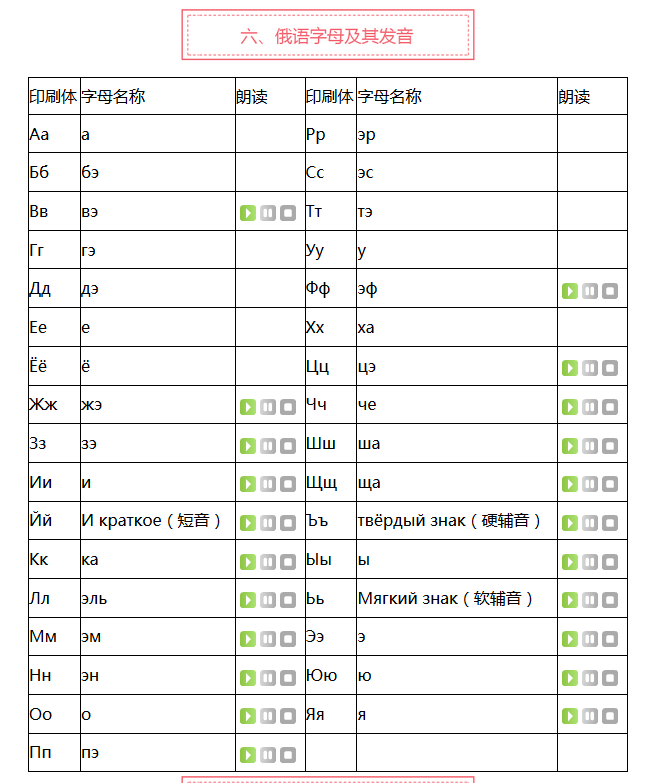 六、俄语字母及其发音
印刷体 字母名称 朗读 印刷体 字母名称 朗读
Аа а Рр эр
Бб бэ Сс эс
Вв вэ Тт тэ
Гг гэ Уу у
Дд дэ Фф эф
Ее е Хх ха
Ёё ё Цц цэ
Жж жэ Чч че
Зз зэ Шш ша
Ии и Щщ ща
Йй И краткое（短音） Ъъ твёрдый знак（硬辅音）
Кк ка Ыы ы
Лл эль Ьь Мягкий знак（软辅音）
Мм эм Ээ э
Нн эн Юю ю
Оо о Яя я
Пп пэ